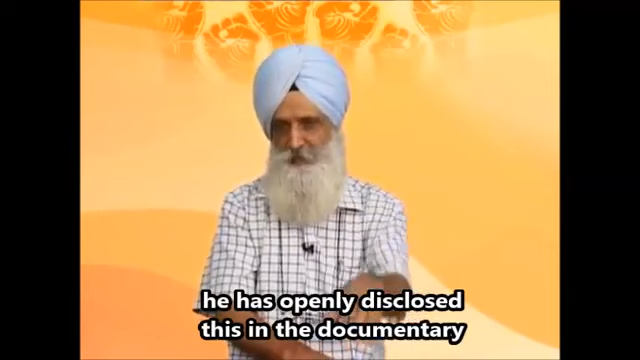 he has openly disclosed
this in the documentary